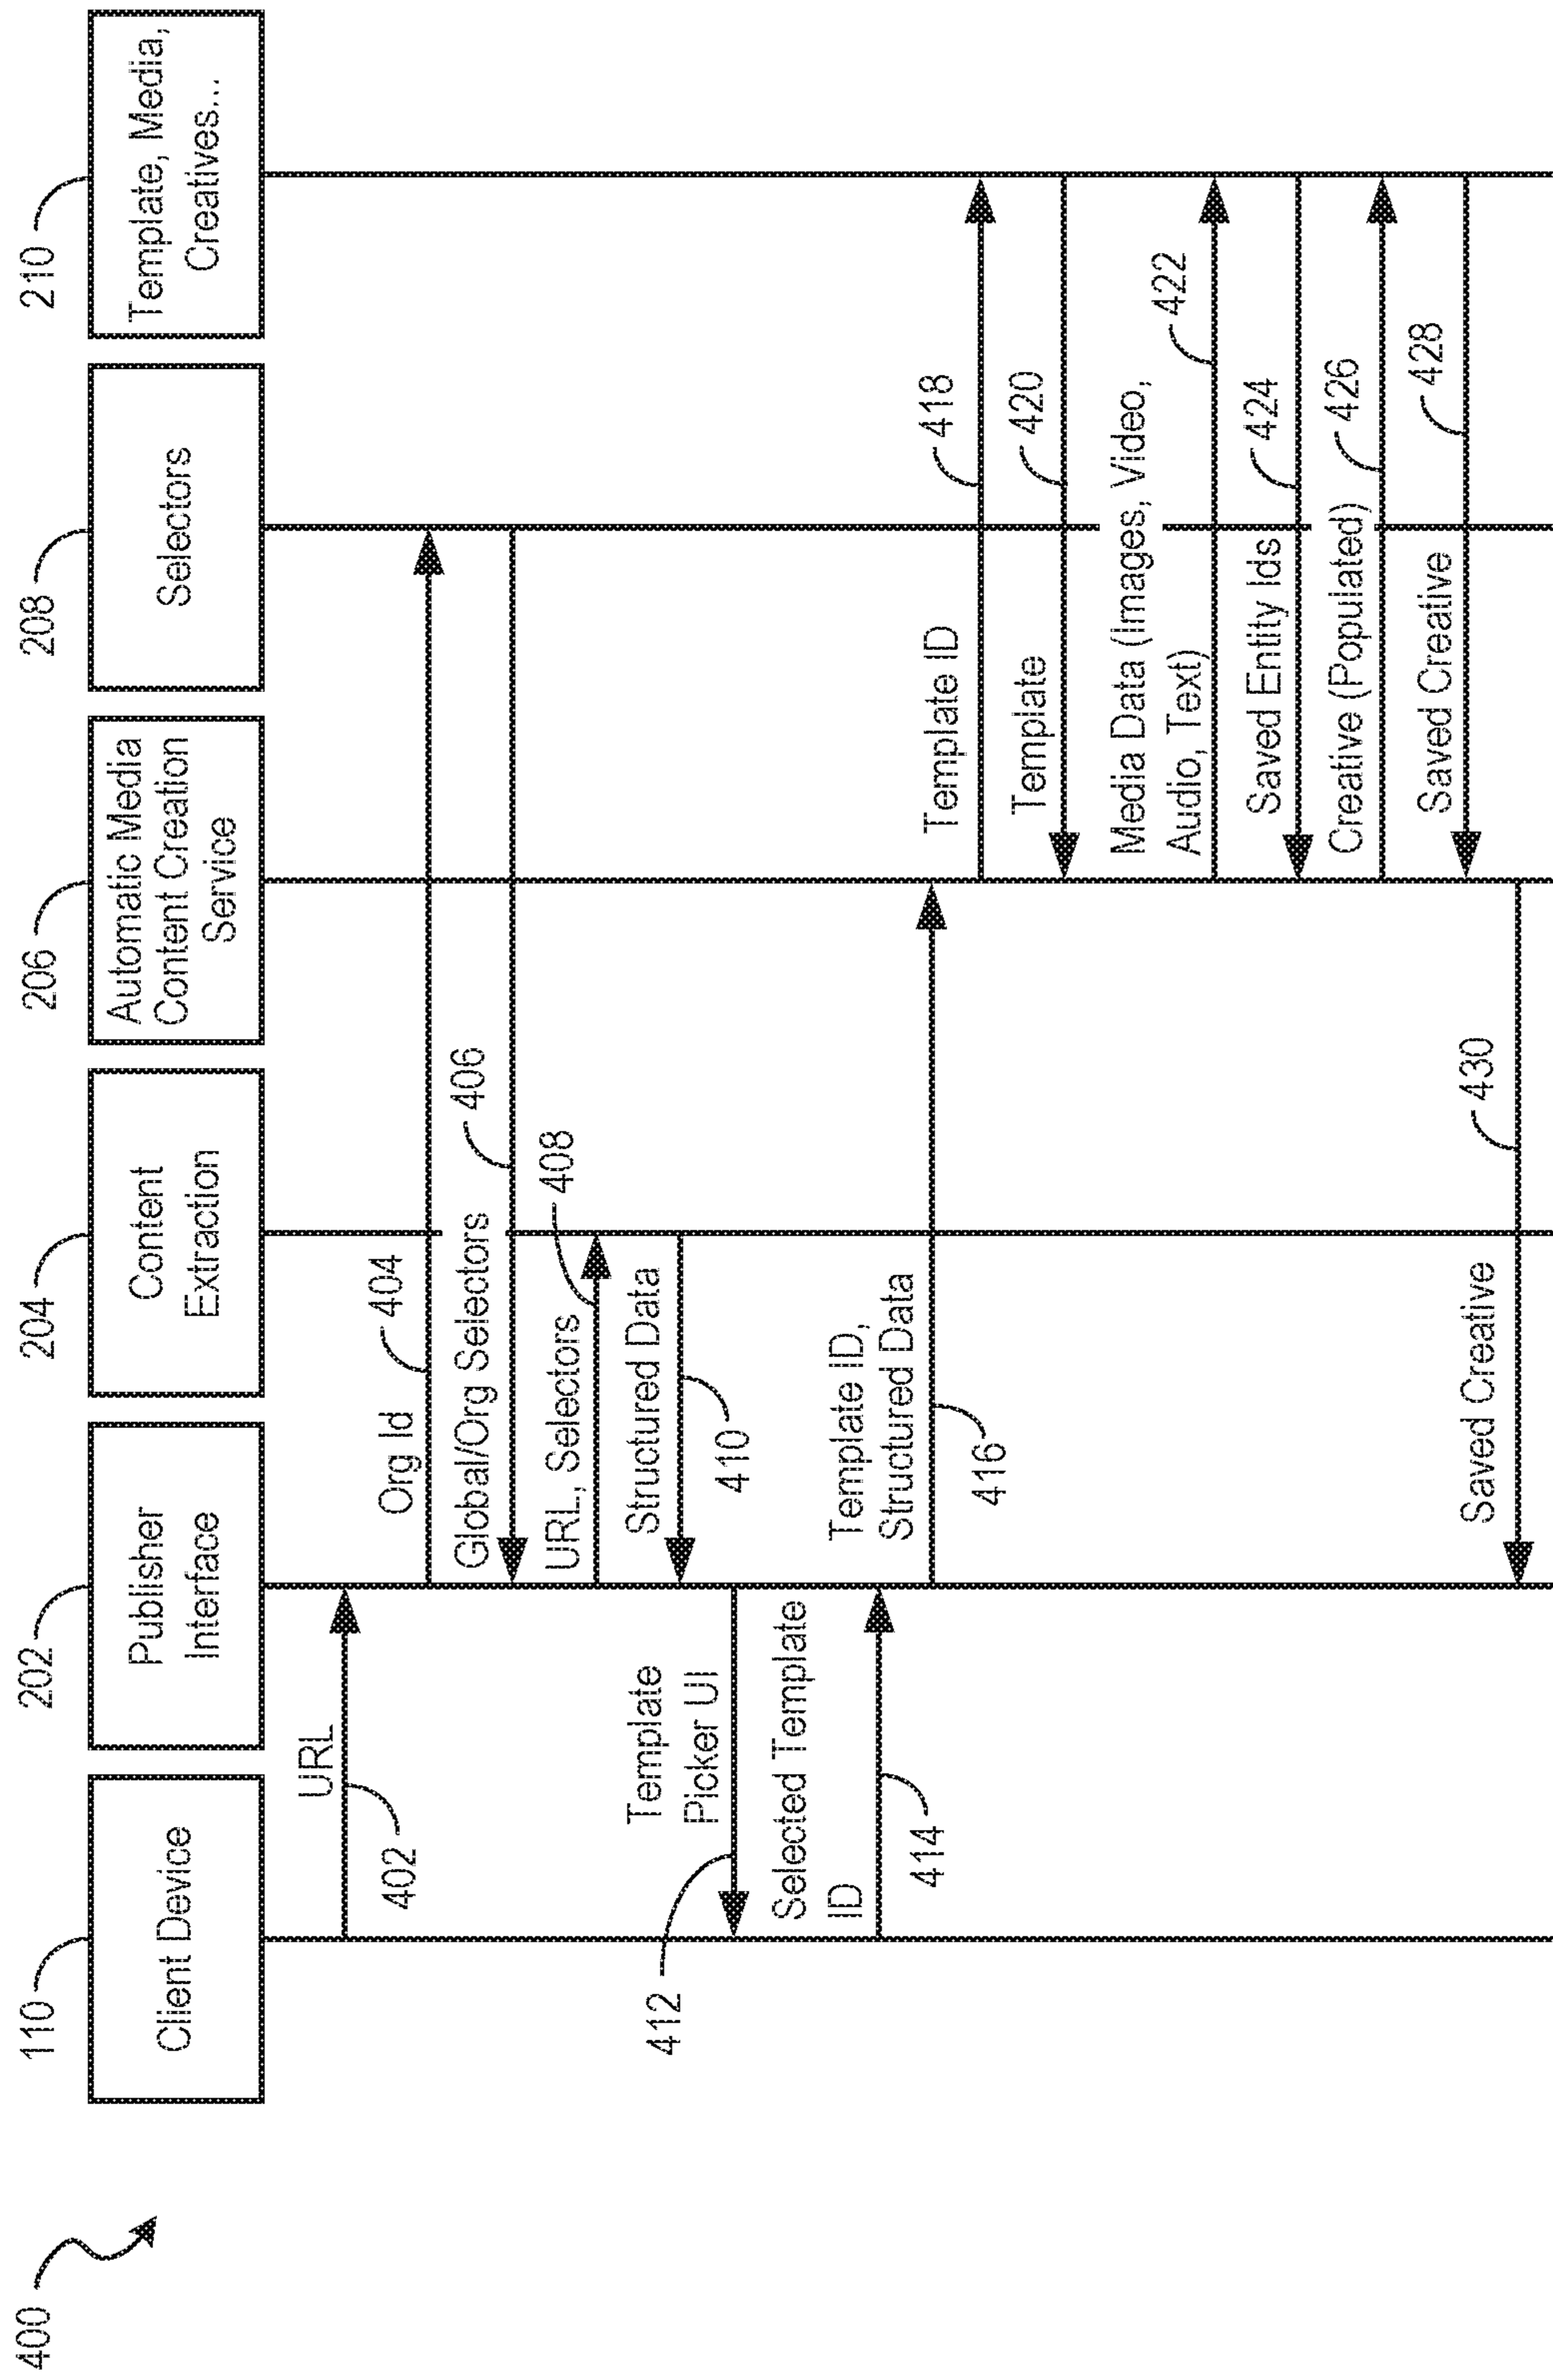 400
110
202
204
206
208
210
Client Device
Publisher
Interface
Content
Extraction
Automatic Media
Content Creation
Service
Selectors
Template, Media,
Creatives...
URL
402
Org Id
404
Global/Org Selectors
406
URL, Selectors
408
Structured Data
410
Template
Picker UI
412
Selected Template
ID
414
Template ID,
Structured Data
416
Template ID
418
Template
420
Media Data (Images, Video,
Audio, Text)
422
Saved Entity Ids
424
Creative (Populated)
426
Saved Creative
428
Saved Creative
430